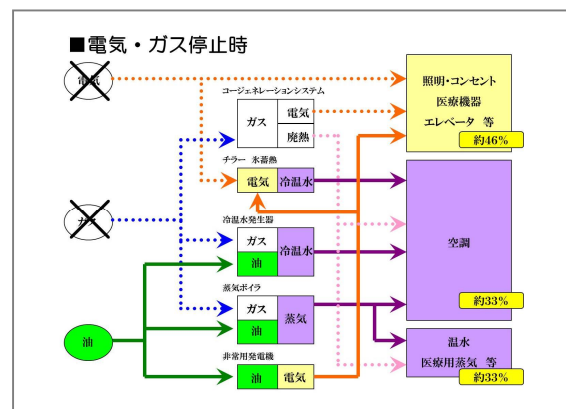 ■電気・ガス停止時
電気
コージェネレーションシステム
ガス
電気
廃熱
照明・コンセント
医療機器
エレベータ 等
約46%
チラー 氷蓄熱
電気
冷温水
ガス
冷温水発生器
ガス
油
冷温水
空調
約33%
蒸気ボイラ
ガス
油
蒸気
油
温水
医療用蒸気 等
約33%
非常用発電機
油
電気